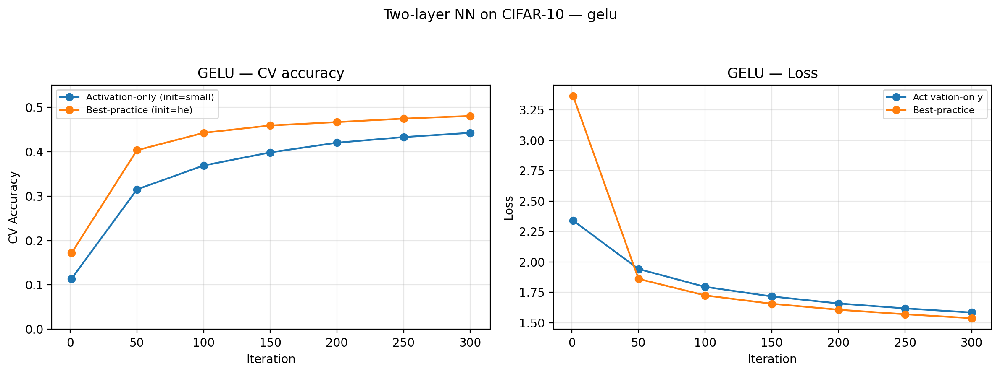 Two-layer NN on CIFAR-10 — gelu
GELU — CV accuracy
Activation-only (init=small)
Best-practice (init=he)
CV Accuracy
0.5
0.4
0.3
0.2
0.1
0.0
0 50 100 150 200 250 300
Iteration
GELU — Loss
Activation-only
Best-practice
Loss
3.25
3.00
2.75
2.50
2.25
2.00
1.75
1.50
0 50 100 150 200 250 300
Iteration